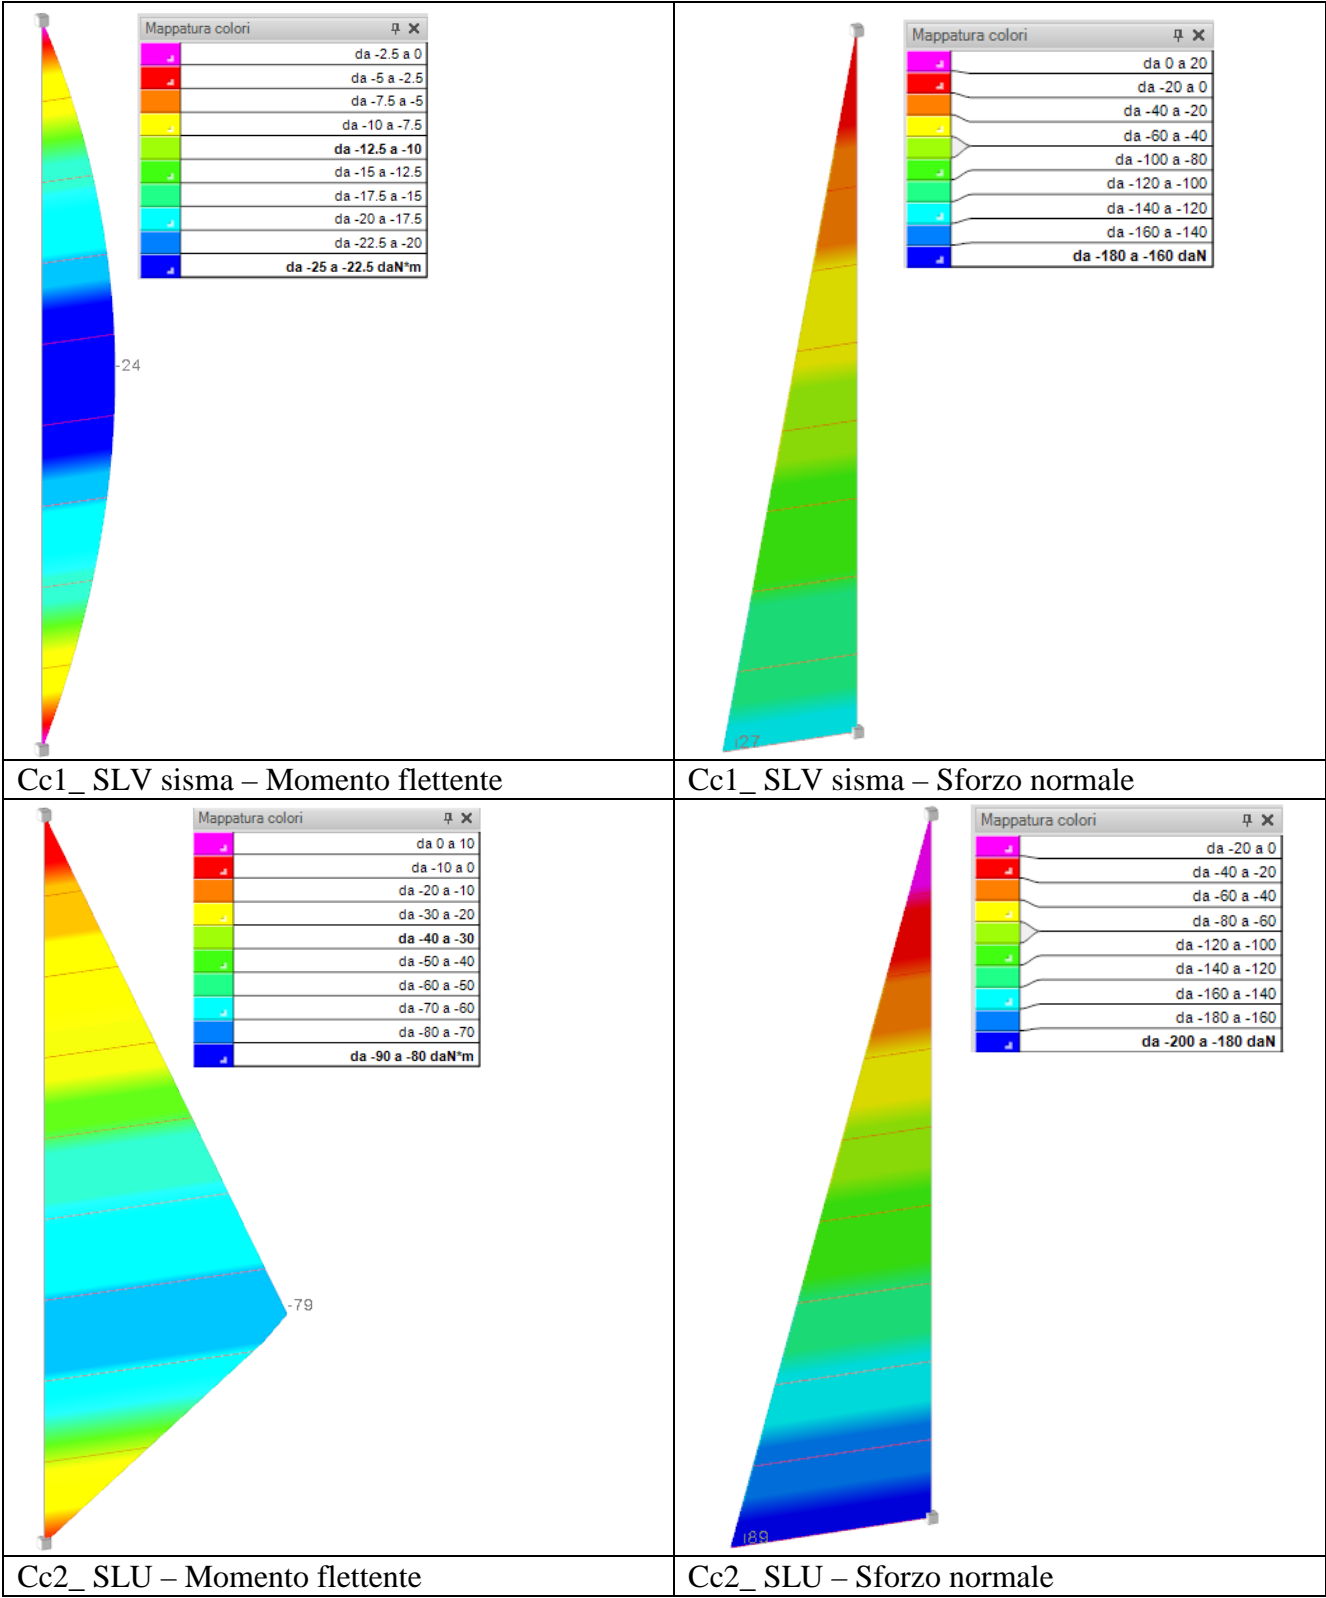 Mappatura colori
da -2.5 a 0
da -5 a -2.5
da -7.5 a -5
da -10 a -7.5
da -12.5 a -10
da -15 a -12.5
da -17.5 a -15
da -20 a -17.5
da -22.5 a -20
da -25 a -22.5 daN*m
-24
Cc1_ SLV sisma – Momento flettente
Mappatura colori
da 0 a 20
da -20 a 0
da -40 a -20
da -60 a -40
da -100 a -80
da -120 a -100
da -140 a -120
da -160 a -140
da -180 a -160 daN
127
Cc1_ SLV sisma – Sforzo normale
Mappatura colori
da 0 a 10
da -10 a 0
da -20 a -10
da -30 a -20
da -40 a -30
da -50 a -40
da -60 a -50
da -70 a -60
da -80 a -70
da -90 a -80 daN*m
-79
Cc2_ SLU – Momento flettente
Mappatura colori
da -20 a 0
da -40 a -20
da -60 a -40
da -80 a -60
da -120 a -100
da -140 a -120
da -160 a -140
da -180 a -160
da -200 a -180 daN
189
Cc2_ SLU – Sforzo normale